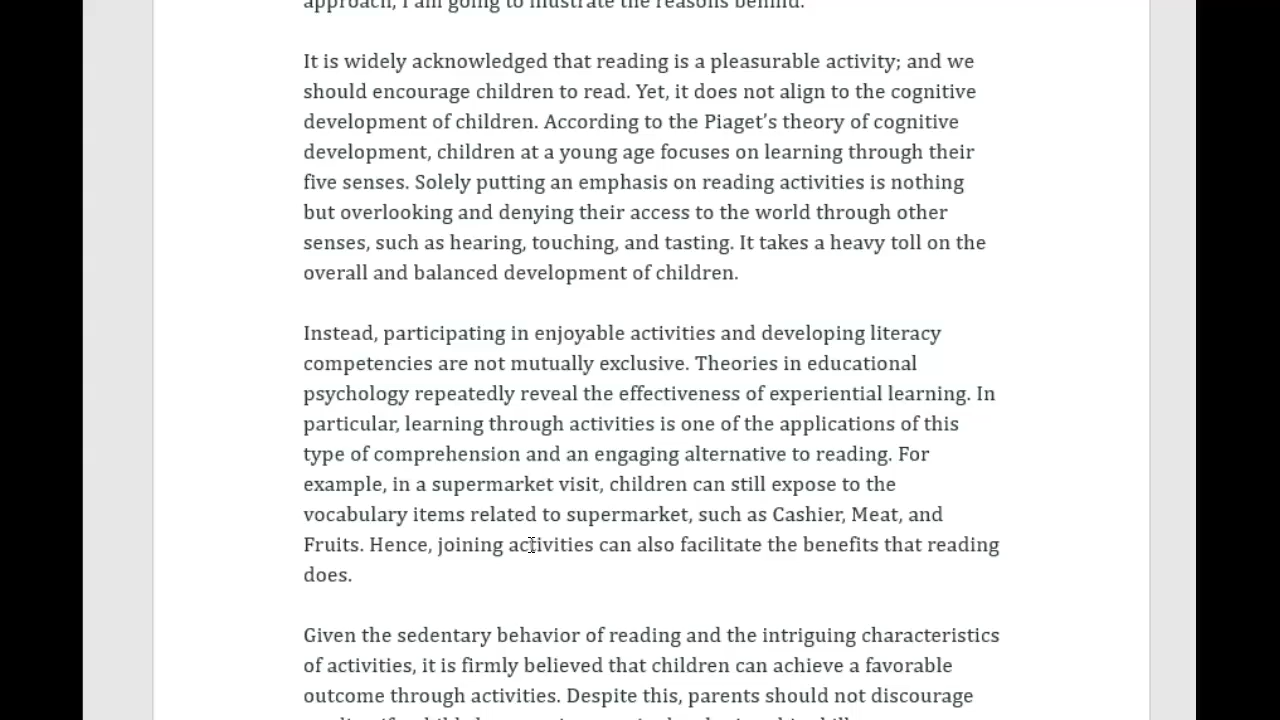 approach, I am going to illustrate the reasons behind.
It is widely acknowledged that reading is a pleasurable activity; and we
should encourage children to read. Yet, it does not align to the cognitive
development of children. According to the Piaget's theory of cognitive
development, children at a young age focuses on learning through their
five senses. Solely putting an emphasis on reading activities is nothing
but overlooking and denying their access to the world through other
senses, such as hearing, touching, and tasting. It takes a heavy toll on the
overall and balanced development of children.
Instead, participating in enjoyable activities and developing literacy
competencies are not mutually exclusive. Theories in educational
psychology repeatedly reveal the effectiveness of experiential learning. In
particular, learning through activities is one of the applications of this
type of comprehension and an engaging alternative to reading. For
example, in a supermarket visit, children can still expose to the
vocabulary items related to supermarket, such as Cashier, Meat, and
Fruits. Hence, joining activities can also facilitate the benefits that reading
does.
Given the sedentary behavior of reading and the intriguing characteristics
of activities, it is firmly believed that children can achieve a favorable
outcome through activities. Despite this, parents should not discourage